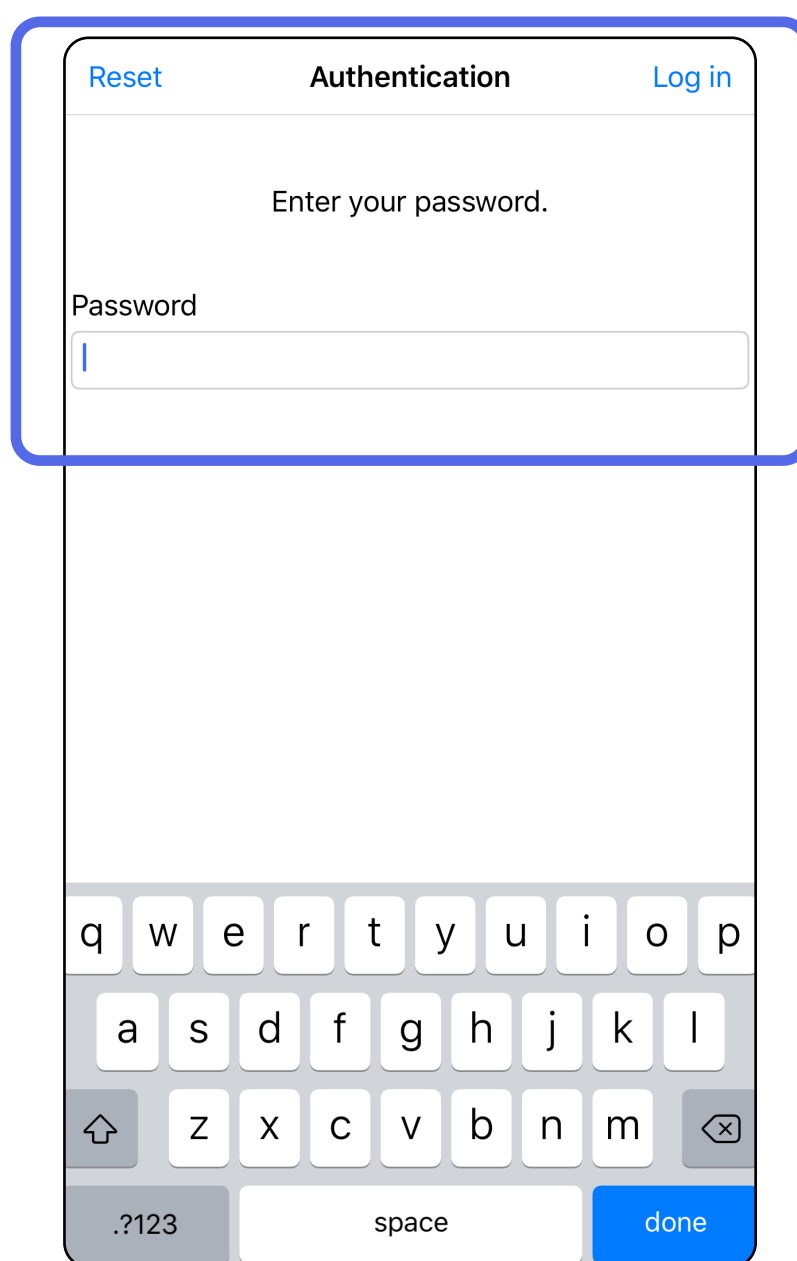 Reset Authentication Log in
Enter your password.
Password
q w e r t y u i o p
a s d f g h j k l
z x c v b n m
.?123 space done